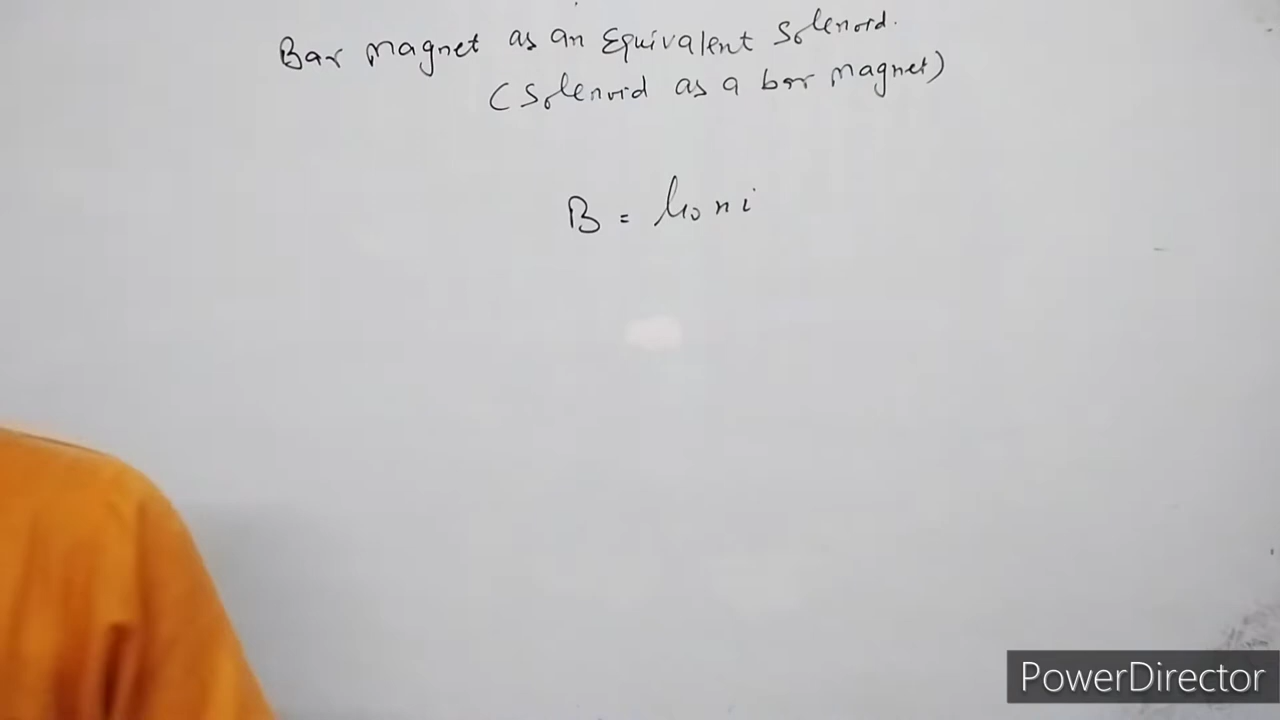 Bar magnet as an Equivalent Solenoid.
(Solenoid as a bar magnet)
B = μ₀ n i
PowerDirector